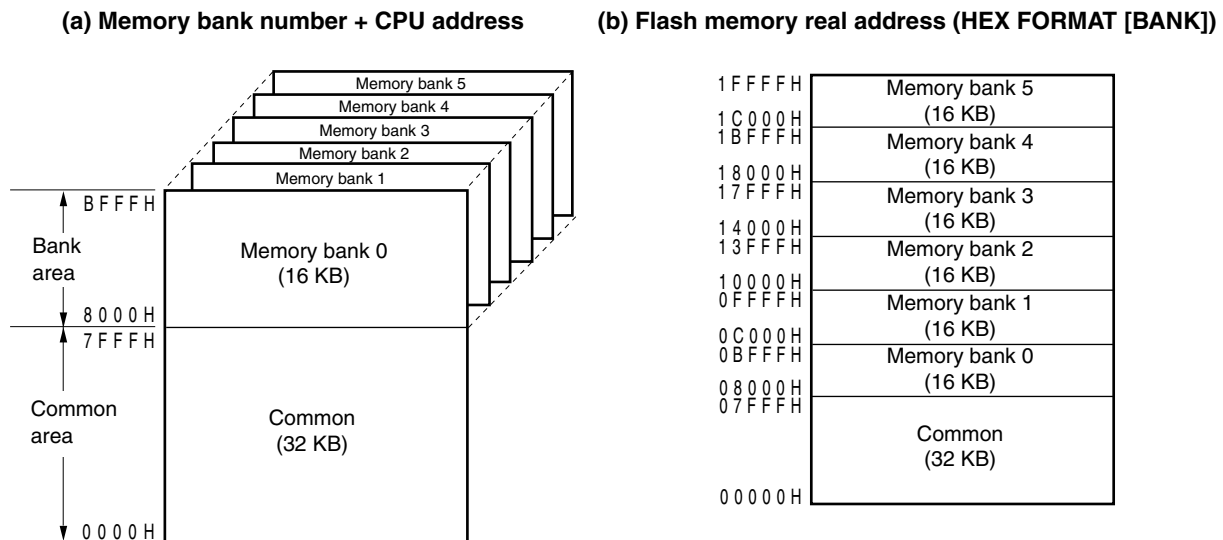 (a) Memory bank number + CPU address
Memory bank 5
Memory bank 4
Memory bank 3
Memory bank 2
Memory bank 1
BFFFH
Bank
area
Memory bank 0
(16 KB)
8000H
7FFFH
Common
area
Common
(32 KB)
0000H
(b) Flash memory real address (HEX FORMAT [BANK])
1FFFFH
Memory bank 5
(16 KB)
1C000H
1BFFFH
Memory bank 4
(16 KB)
18000H
17FFFH
Memory bank 3
(16 KB)
14000H
13FFFH
Memory bank 2
(16 KB)
10000H
0FFFFH
Memory bank 1
(16 KB)
0C000H
0BFFFH
Memory bank 0
(16 KB)
08000H
07FFFH
Common
(32 KB)
00000H